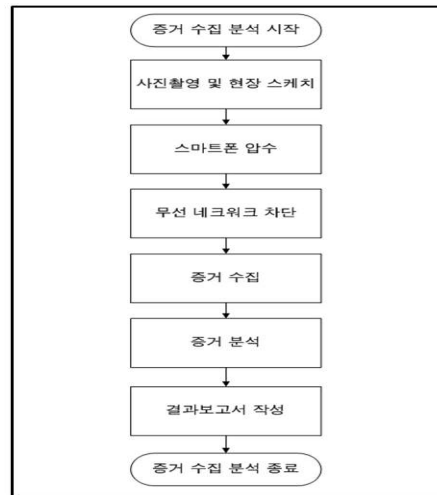 증거 수집 분석 시작
사진촬영 및 현장 스케치
스마트폰 압수
무선 네크워크 차단
증거 수집
증거 분석
결과보고서 작성
증거 수집 분석 종료